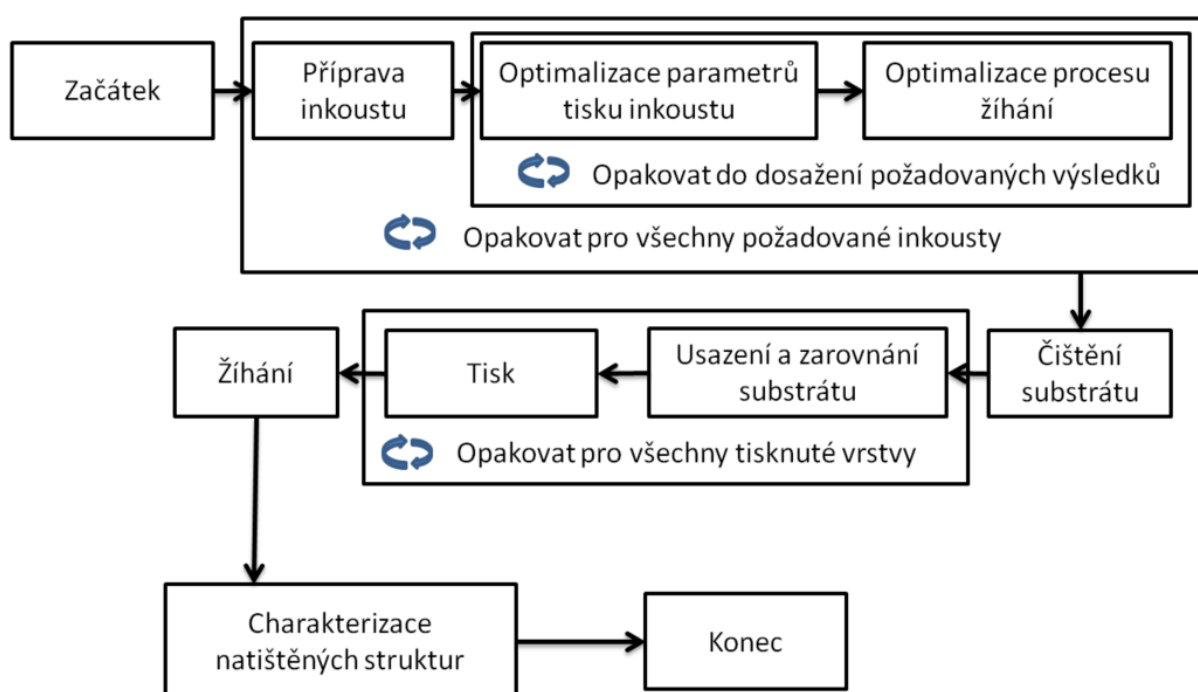 Začátek
Příprava
inkoustu
Optimalizace parametrů
tisku inkoustu
Optimalizace procesu
žíhání
Opakovat do dosažení požadovaných výsledků
Opakovat pro všechny požadované inkousty
Čištění
substrátu
Usazení a zarovnání
substrátu
Tisk
Opakovat pro všechny tisknuté vrstvy
Žíhání
Charakterizace
natištěných struktur
Konec